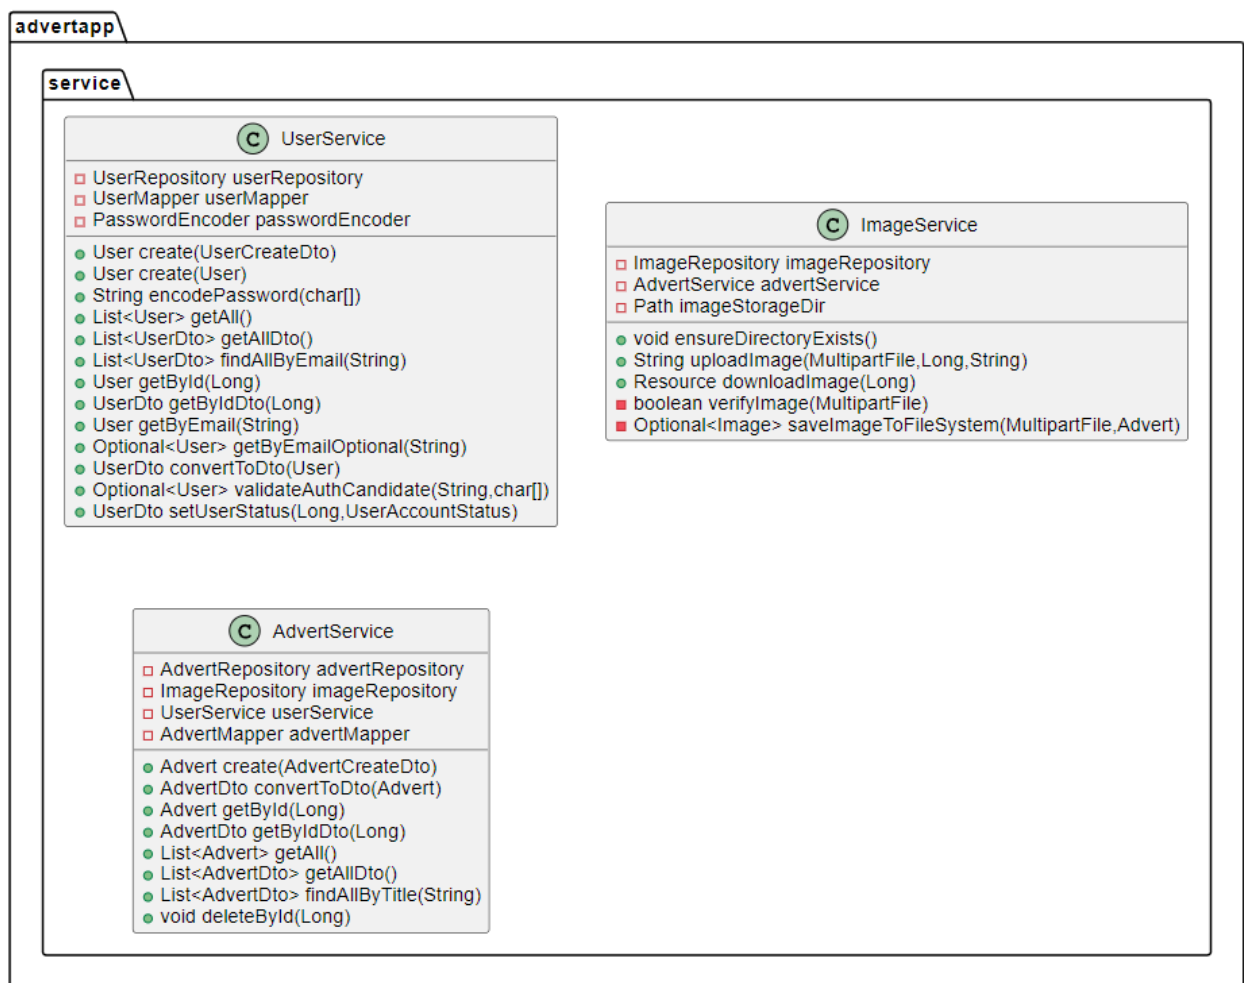 advertapp
service
C UserService
UserRepository userRepository
UserMapper userMapper
PasswordEncoder passwordEncoder
User create(UserCreateDto)
User create(User)
String encodePassword(char[])
List<User> getAll()
List<UserDto> getAllDto()
List<UserDto> findAllByEmail(String)
User getById(Long)
UserDto getByIdDto(Long)
User getByEmail(String)
Optional<User> getByEmailOptional(String)
UserDto convertToDto(User)
Optional<User> validateAuthCandidate(String,char[])
UserDto setUserStatus(Long,UserAccountStatus)
C ImageService
ImageRepository imageRepository
AdvertService advertService
Path imageStorageDir
void ensureDirectoryExists()
String uploadImage(MultipartFile,Long,String)
Resource downloadImage(Long)
boolean verifyImage(MultipartFile)
Optional<Image> saveImageToFileSystem(MultipartFile,Advert)
C AdvertService
AdvertRepository advertRepository
ImageRepository imageRepository
UserService userService
AdvertMapper advertMapper
Advert create(AdvertCreateDto)
AdvertDto convertToDto(Advert)
Advert getById(Long)
AdvertDto getByIdDto(Long)
List<Advert> getAll()
List<AdvertDto> getAllDto()
List<AdvertDto> findAllByTitle(String)
void deleteById(Long)